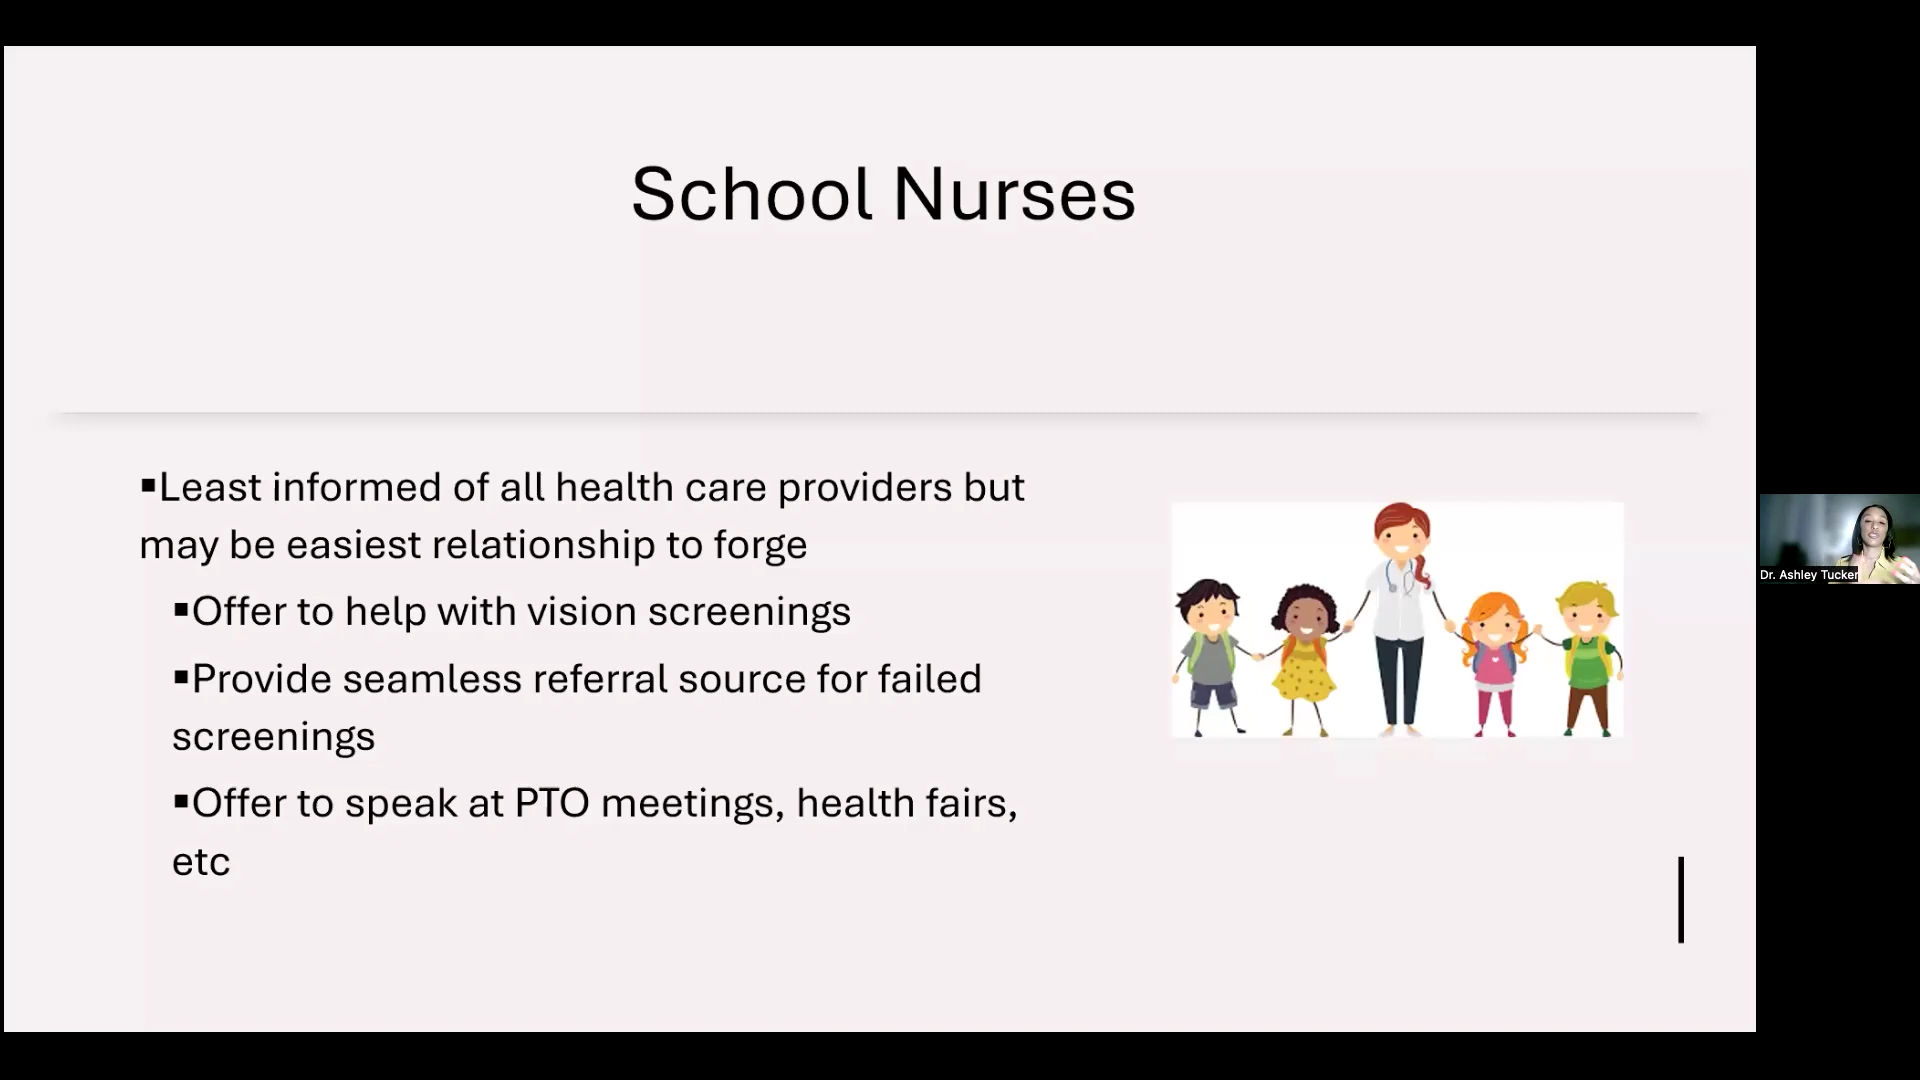 School Nurses
▪Least informed of all health care providers but
may be easiest relationship to forge
▪Offer to help with vision screenings
▪Provide seamless referral source for failed
screenings
▪Offer to speak at PTO meetings, health fairs,
etc
Dr. Ashley Tucker